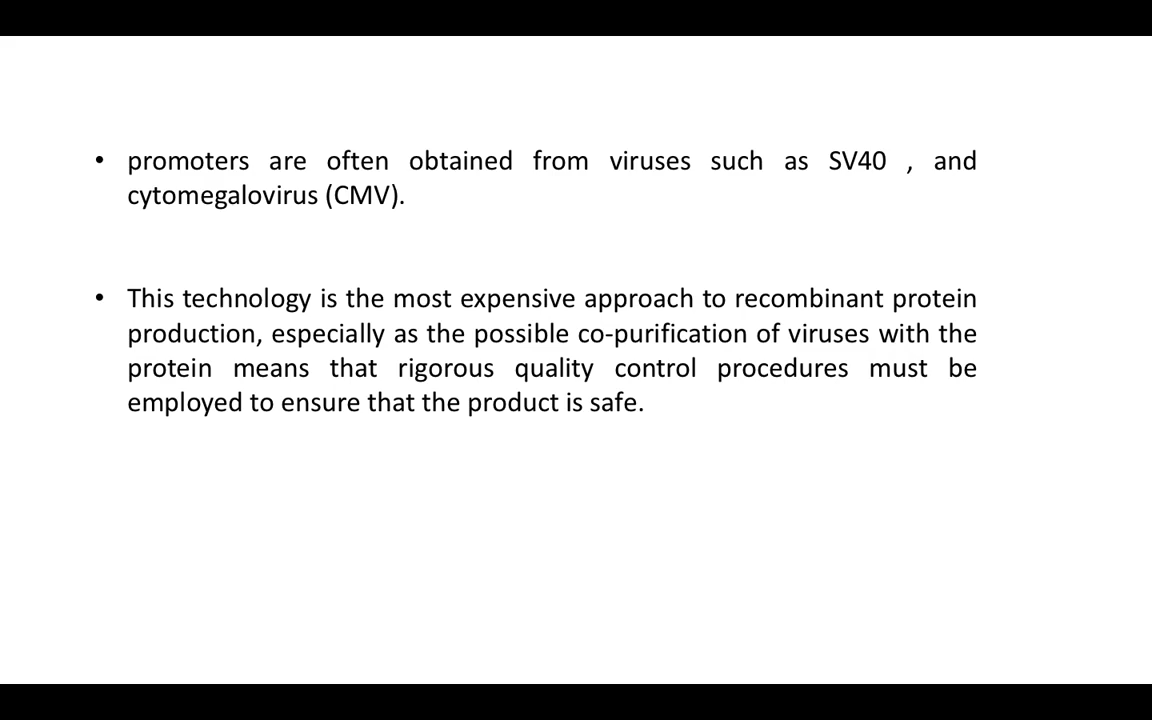 • promoters are often obtained from viruses such as SV40 , and
cytomegalovirus (CMV).
• This technology is the most expensive approach to recombinant protein
production, especially as the possible co-purification of viruses with the
protein means that rigorous quality control procedures must be
employed to ensure that the product is safe.